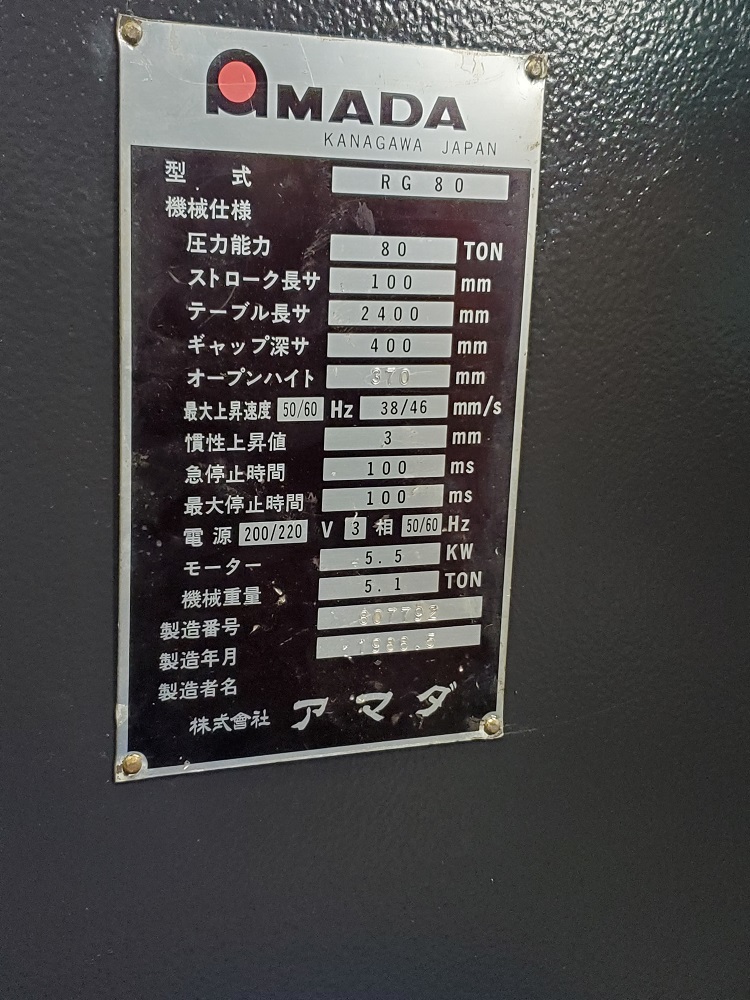 AMADA
KANAGAWA JAPAN
型式 RG 80
機械仕様
圧力能力 80 TON
ストローク長サ 100 mm
テーブル長サ 2400 mm
ギャップ深サ 400 mm
オープンハイト 370 mm
最大上昇速度 50/60 Hz 38/46 mm/s
慣性上昇値 3 mm
急停止時間 100 ms
最大停止時間 100 ms
電源 200/220 V 3 相 50/60 Hz
モーター 5.5 KW
機械重量 5.1 TON
製造番号
製造年月
製造者名
株式會社 アマダ